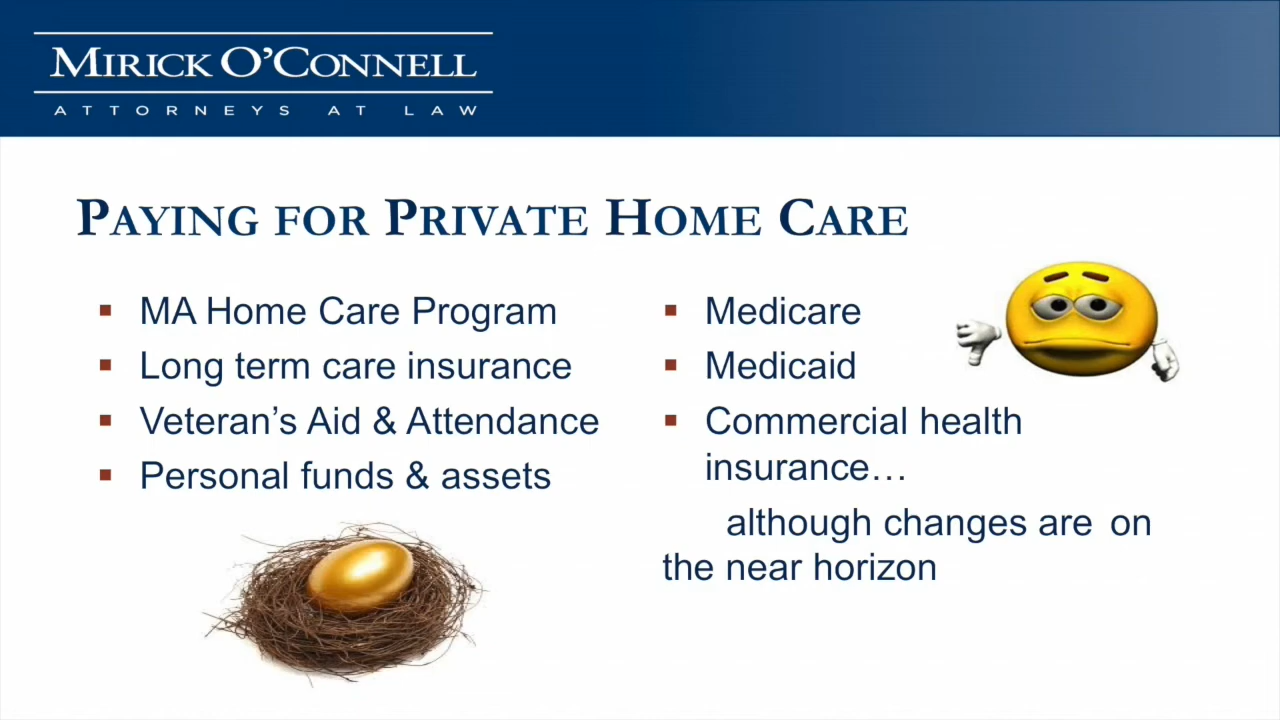 MIRICK O'CONNELL
ATTORNEYS AT LAW
PAYING FOR PRIVATE HOME CARE
MA Home Care Program
Long term care insurance
Veteran's Aid & Attendance
Personal funds & assets
Medicare
Medicaid
Commercial health
insurance…
although changes are on
the near horizon